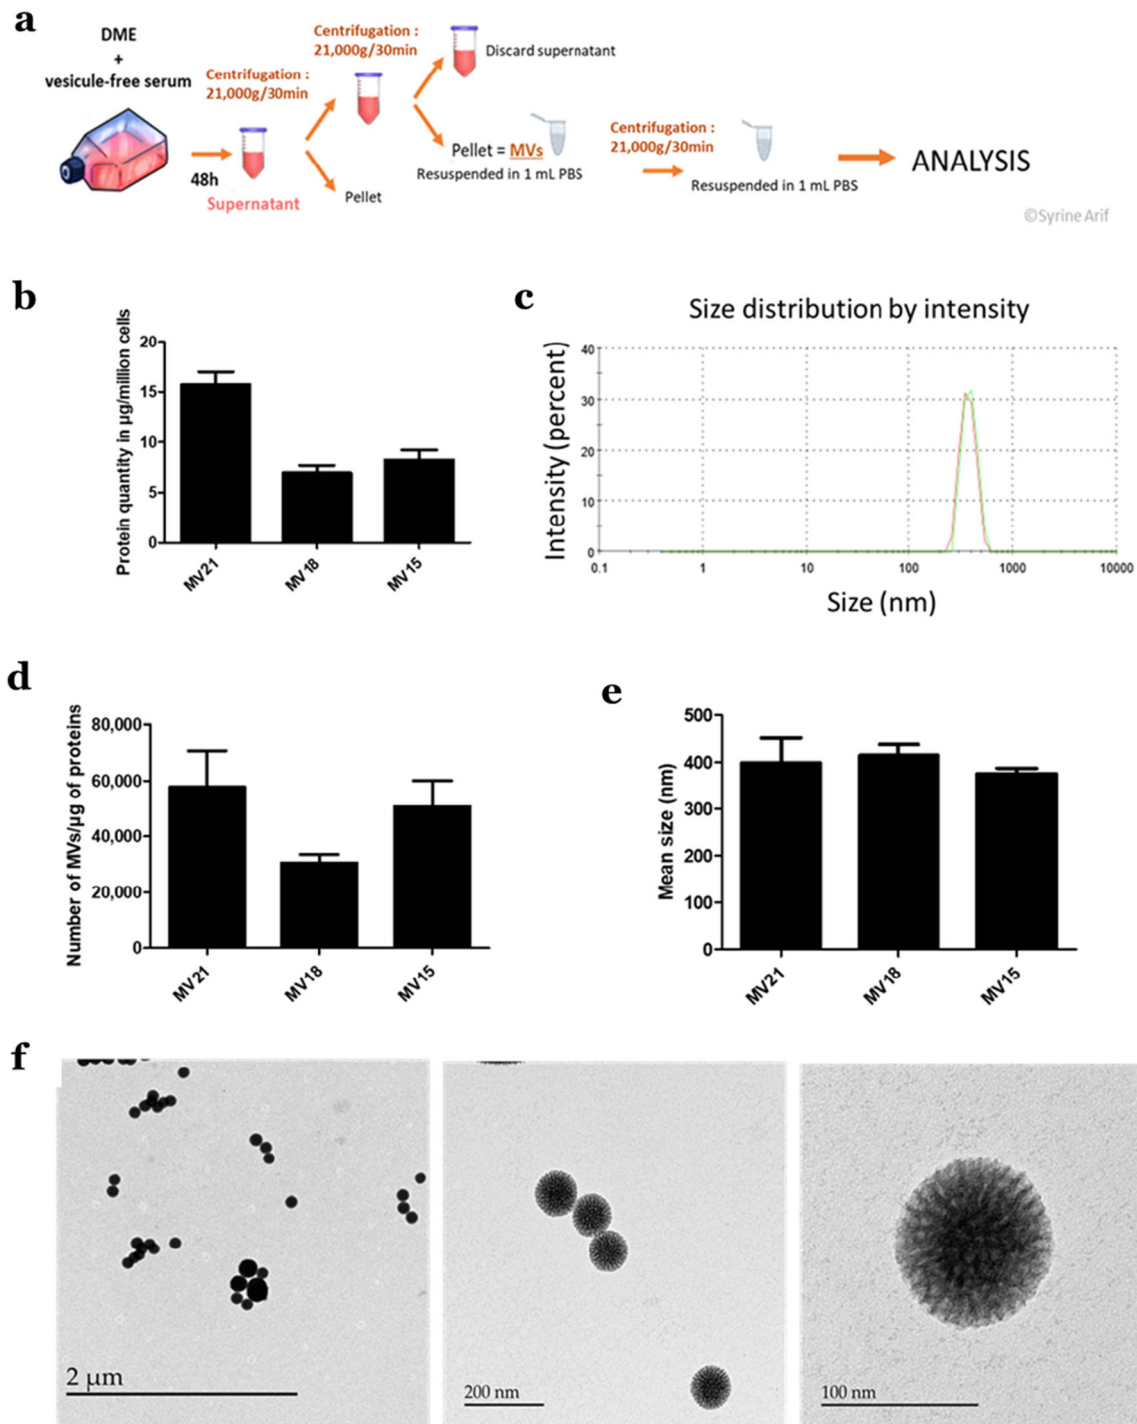 a
DME
+
vesicule-free serum
48h
Centrifugation :
21,000g/30min
Supernatant
Centrifugation :
21,000g/30min
Pellet
Discard supernatant
Pellet = MVs
Resuspended in 1 mL PBS
Centrifugation :
21,000g/30min
Resuspended in 1 mL PBS
ANALYSIS
©Syrine Arif
b
Protein quantity in µg/million cells
20
15
10
5
0
MV21
MV18
MV15
c
Size distribution by intensity
Intensity (percent)
40
30
20
10
0
0.1
1
10
100
1000
10000
Size (nm)
d
Number of MVs/µg of proteins
80,000
60,000
40,000
20,000
0
MV21
MV18
MV15
e
Mean size (nm)
500
400
300
200
100
0
MV21
MV18
MV15
f
2 µm
200 nm
100 nm